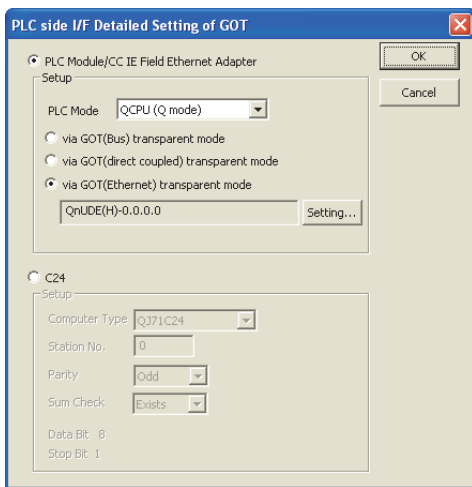 PLC side I/F Detailed Setting of GOT
PLC Module/CC IE Field Ethernet Adapter
OK
Cancel
Setup
PLC Mode QCPU (Q mode)
via GOT(Bus) transparent mode
via GOT(direct coupled) transparent mode
via GOT(Ethernet) transparent mode
QnUDE(H)-0.0.0.0 Setting...
C24
Setup
Computer Type QJ71C24
Station No. 0
Parity Odd
Sum Check Exists
Data Bit 8
Stop Bit 1